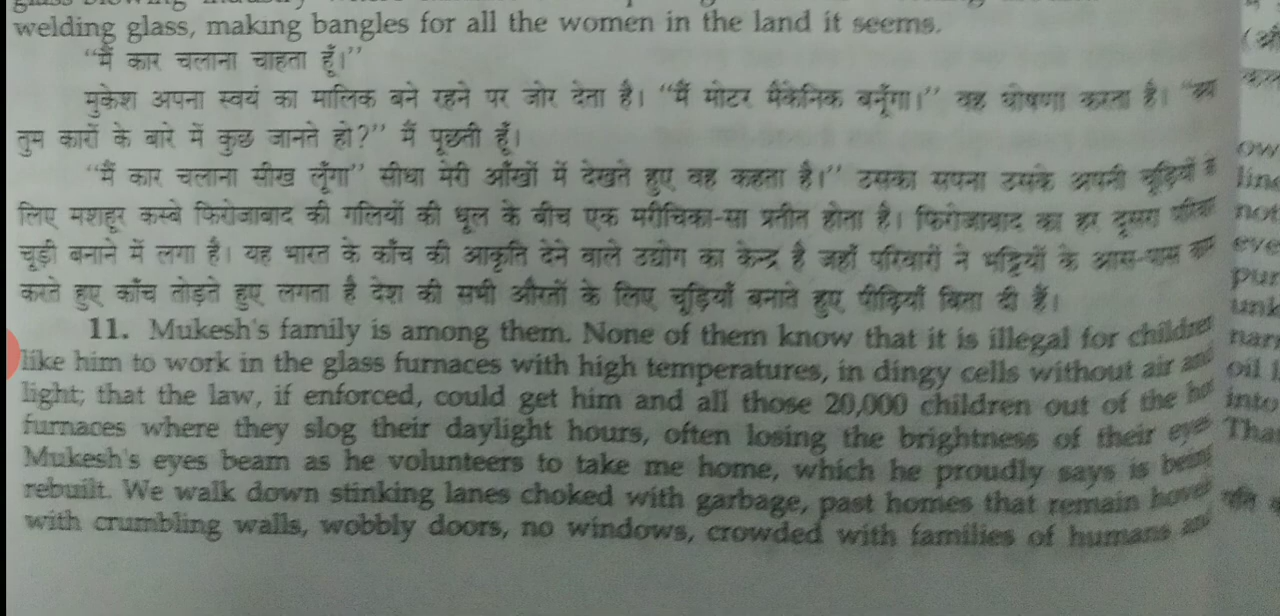 welding glass, making bangles for all the women in the land it seems.
“मैं कार चलाना चाहता हूँ।”
मुकेश अपना स्वयं का मालिक बने रहने पर जोर देता है। “मैं मोटर मैकेनिक बनूँगा।” वह घोषणा करता है।
तुम कारों के बारे में कुछ जानते हो?” मैं पूछती हूँ।
“मैं कार चलाना सीख लूँगा” सीधा मेरी आँखों में देखते हुए वह कहता है।” उसका सपना उसके अपनी चूड़ियों के
लिए मशहूर कस्बे फिरोजाबाद की गलियों की धूल के बीच एक मरीचिका-सा प्रतीत होता है। फिरोजाबाद का हर दूसरा परिवार
चूड़ी बनाने में लगा है। यह भारत के काँच की आकृति देने वाले उद्योग का केन्द्र है जहाँ परिवारों ने भट्टियों के आस-पास काम
करते हुए काँच तोड़ते हुए लगता है देश की सभी औरतों के लिए चूड़ियाँ बनाते हुए पीढ़ियाँ बिता दी हैं।
11. Mukesh's family is among them. None of them know that it is illegal for children
like him to work in the glass furnaces with high temperatures, in dingy cells without air and
light; that the law, if enforced, could get him and all those 20,000 children out of the hot
furnaces where they slog their daylight hours, often losing the brightness of their eyes
Mukesh's eyes beam as he volunteers to take me home, which he proudly says is being
rebuilt. We walk down stinking lanes choked with garbage, past homes that remain hovel
with crumbling walls, wobbly doors, no windows, crowded with families of humans and